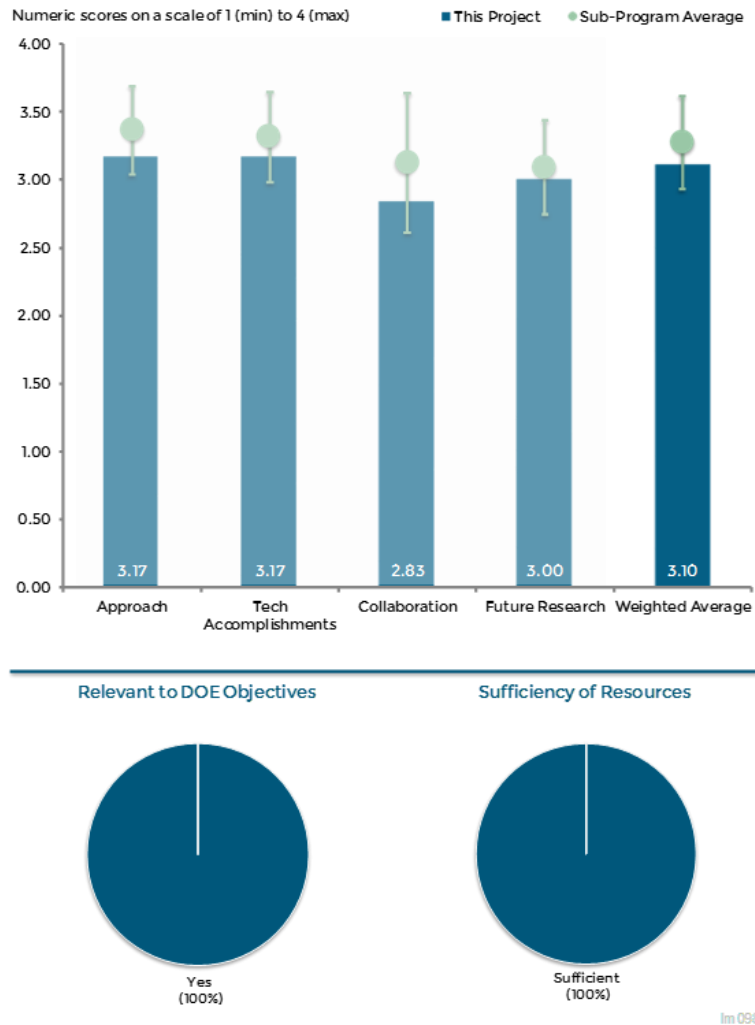 Numeric scores on a scale of 1 (min) to 4 (max)
This Project
Sub-Program Average
4.00
3.50
3.00
2.50
2.00
1.50
1.00
0.50
0.00
3.17
3.17
2.83
3.00
3.10
Approach
Tech
Accomplishments
Collaboration
Future Research
Weighted Average
Relevant to DOE Objectives
Sufficiency of Resources
Yes
(100%)
Sufficient
(100%)